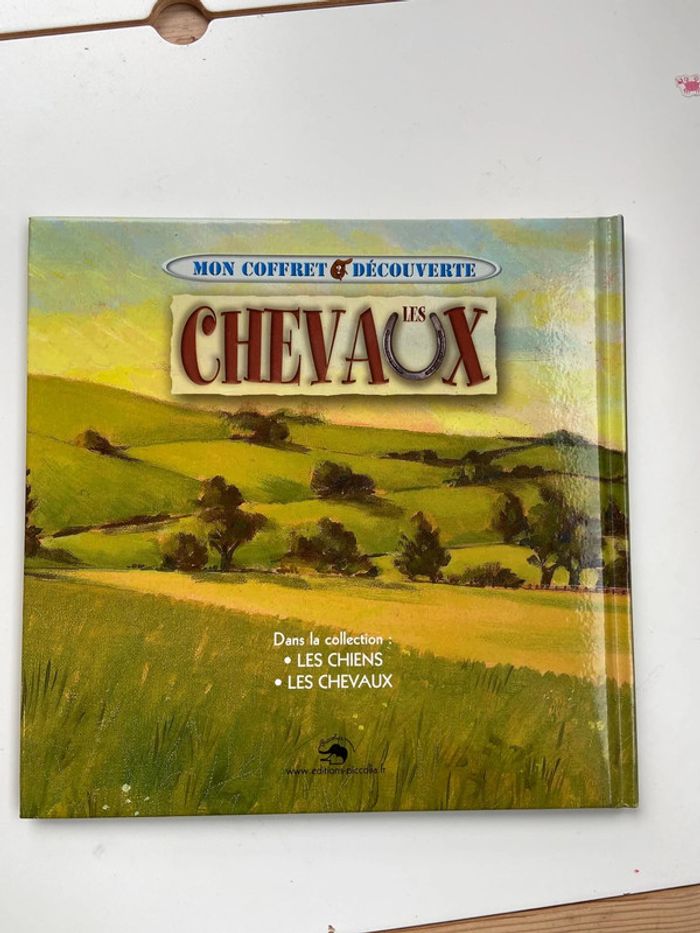 MON COFFRET DÉCOUVERTE
LES
CHEVAUX
Dans la collection :
• LES CHIENS
• LES CHEVAUX
www.editions-piccolia.fr